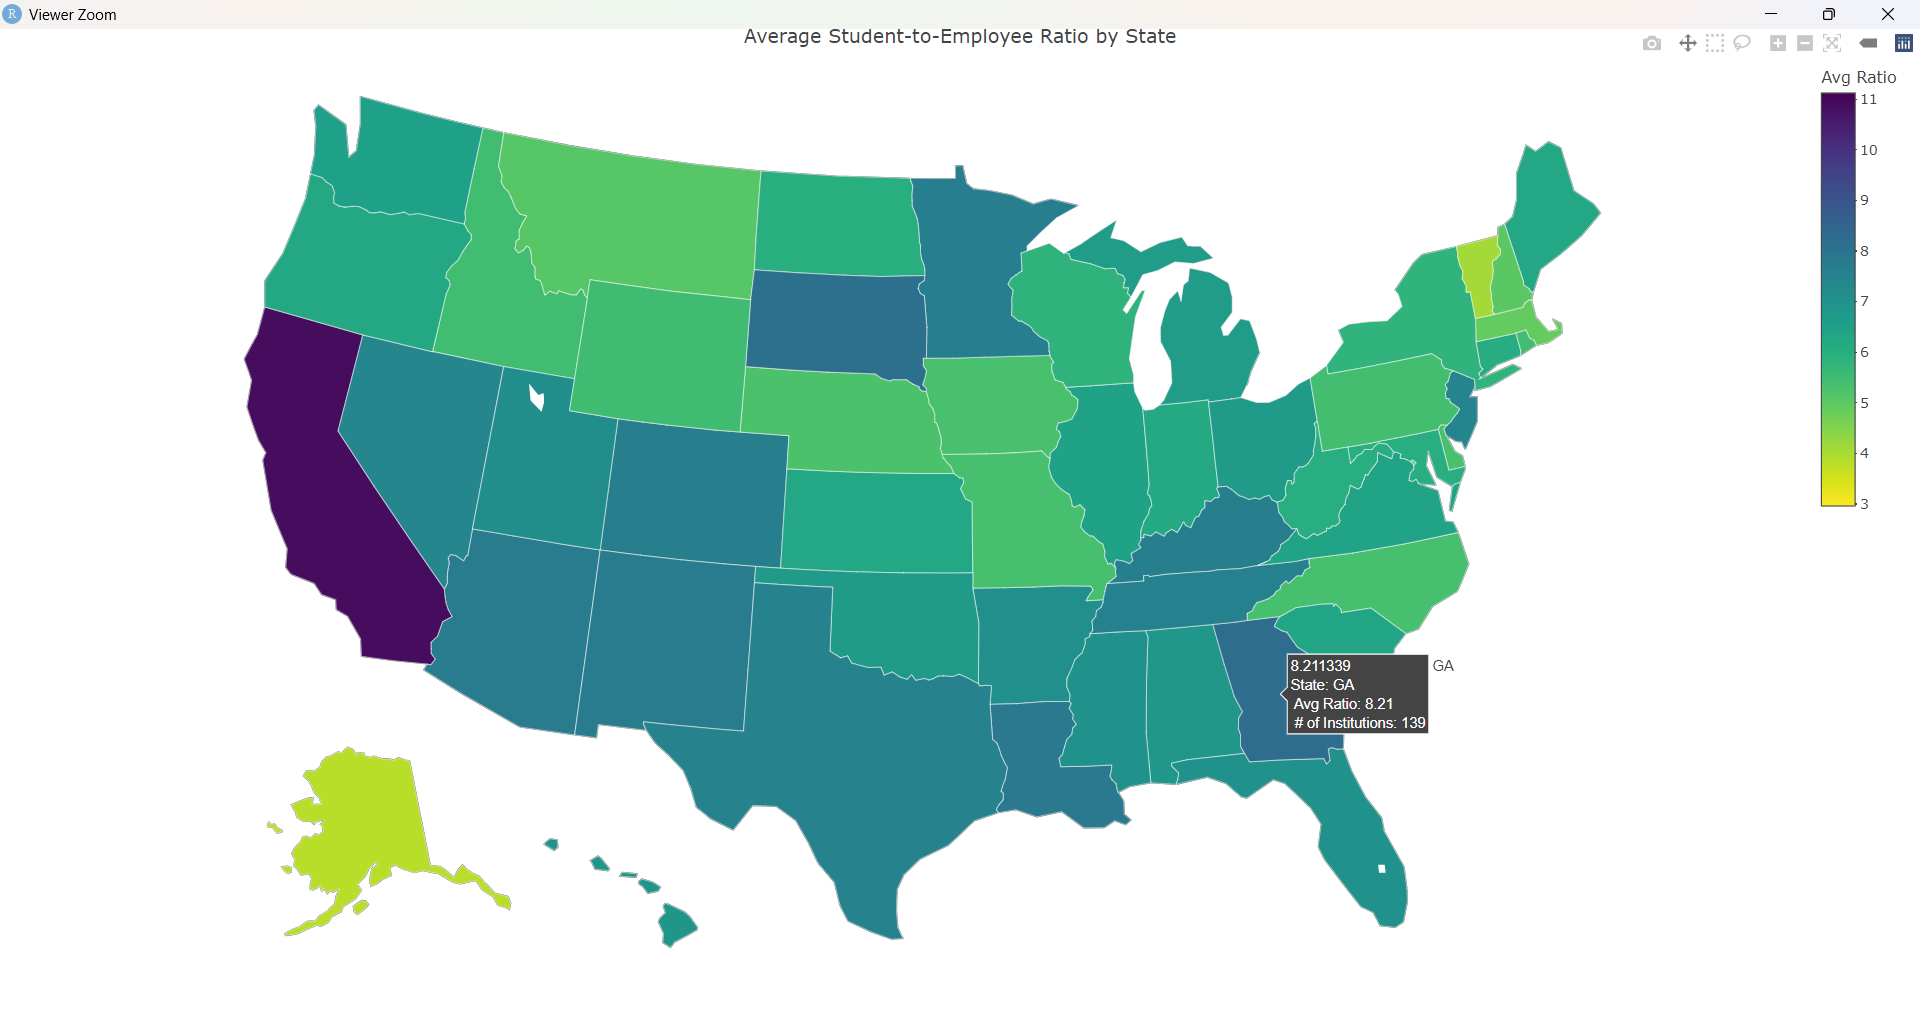 R Viewer Zoom
Average Student-to-Employee Ratio by State
Avg Ratio
11
10
9
8
7
6
5
4
3
8.211339
State: GA
Avg Ratio: 8.21
# of Institutions: 139
GA